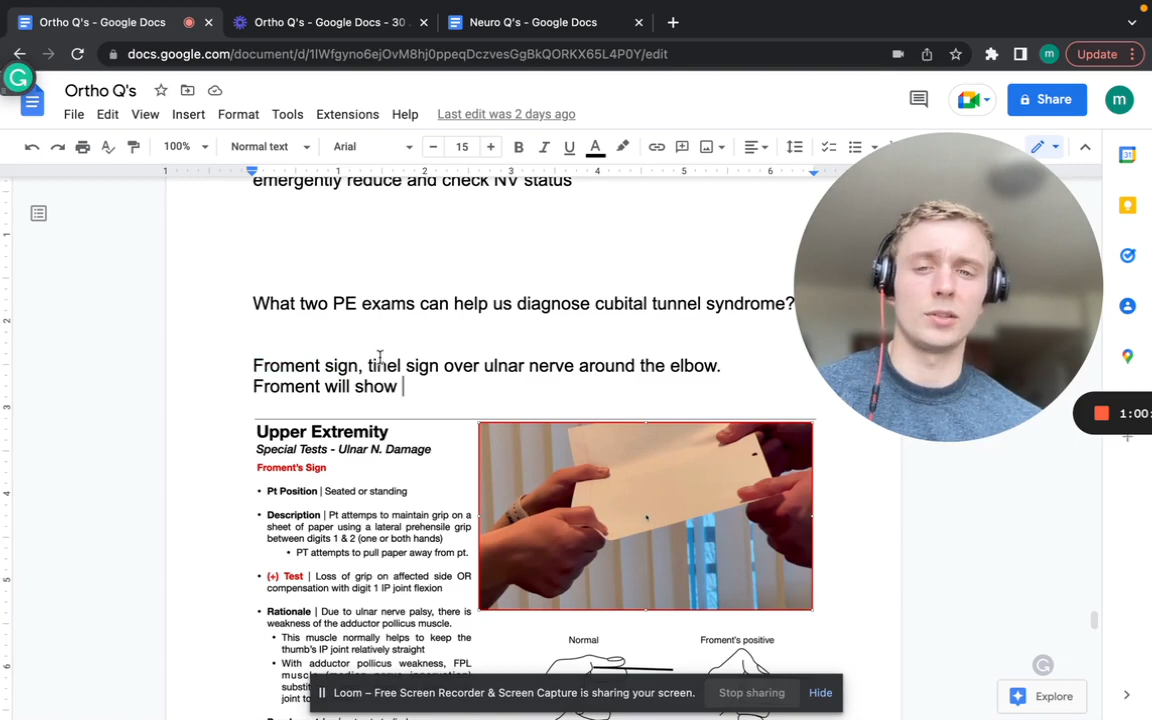 Ortho Q's - Google Docs
Ortho Q's - Google Docs - 30
Neuro Q's - Google Docs
docs.google.com/document/d/1IWfgyno6ejOvM8hj0ppeqDczvesGgBkQORKX65L4P0Y/edit
m
Update
Ortho Q's
File Edit View Insert Format Tools Extensions Help
Last edit was 2 days ago
Share
m
100%
Normal text
Arial
15
B I U A
1 1 2 3 4 5 6
emergently reduce and check NV status
What two PE exams can help us diagnose cubital tunnel syndrome?
Froment sign, tinel sign over ulnar nerve around the elbow.
Froment will show
1:00:
Upper Extremity
Special Tests - Ulnar N. Damage
Froment's Sign
• Pt Position | Seated or standing
• Description | Pt attemps to maintain grip on a
sheet of paper using a lateral prehensile grip
between digits 1 & 2 (one or both hands)
• PT attempts to pull paper away from pt.
• (+) Test | Loss of grip on affected side OR
compensation with digit 1 IP joint flexion
• Rationale | Due to ulnar nerve palsy, there is
weakness of the adductor pollicus muscle.
• This muscle normally helps to keep the
thumb's IP joint relatively straight
• With adductor pollicus weakness, FPL
Normal
Froment's positive
Loom – Free Screen Recorder & Screen Capture is sharing your screen.
Stop sharing
Hide
Explore